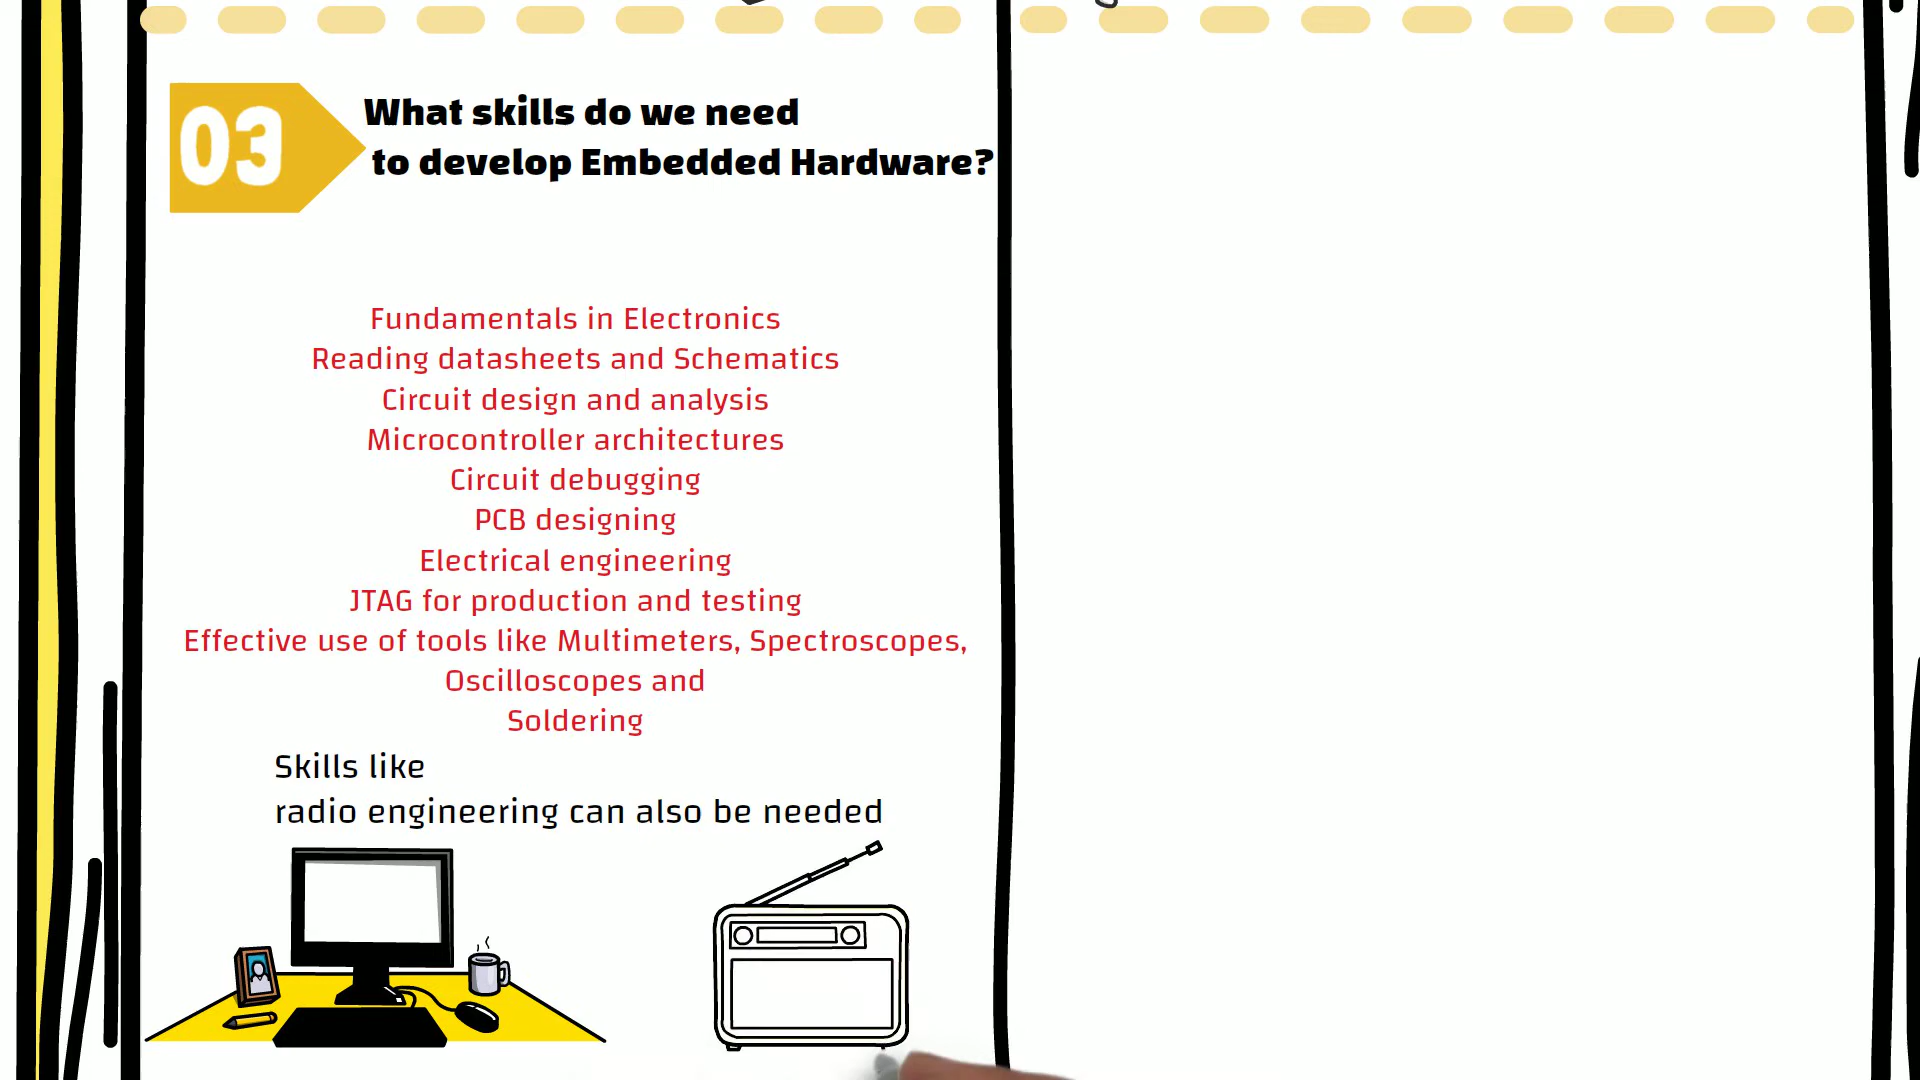 03
What skills do we need
to develop Embedded Hardware?
Fundamentals in Electronics
Reading datasheets and Schematics
Circuit design and analysis
Microcontroller architectures
Circuit debugging
PCB designing
Electrical engineering
JTAG for production and testing
Effective use of tools like Multimeters, Spectroscopes,
Oscilloscopes and
Soldering
Skills like
radio engineering can also be needed